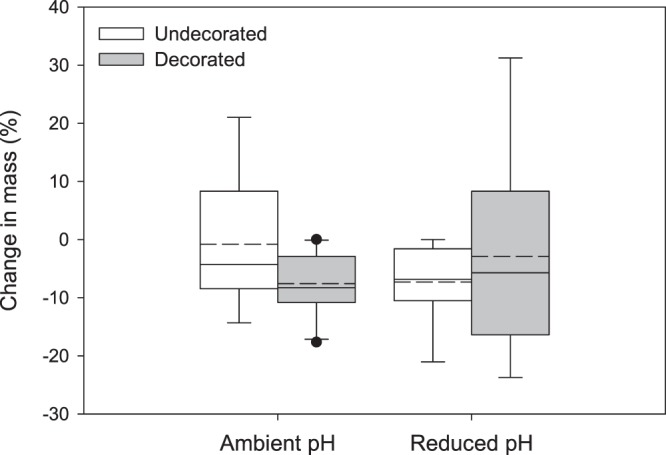 40
30
20
10
0
-10
-20
-30
Change in mass (%)
Undecorated
Decorated
Ambient pH
Reduced pH